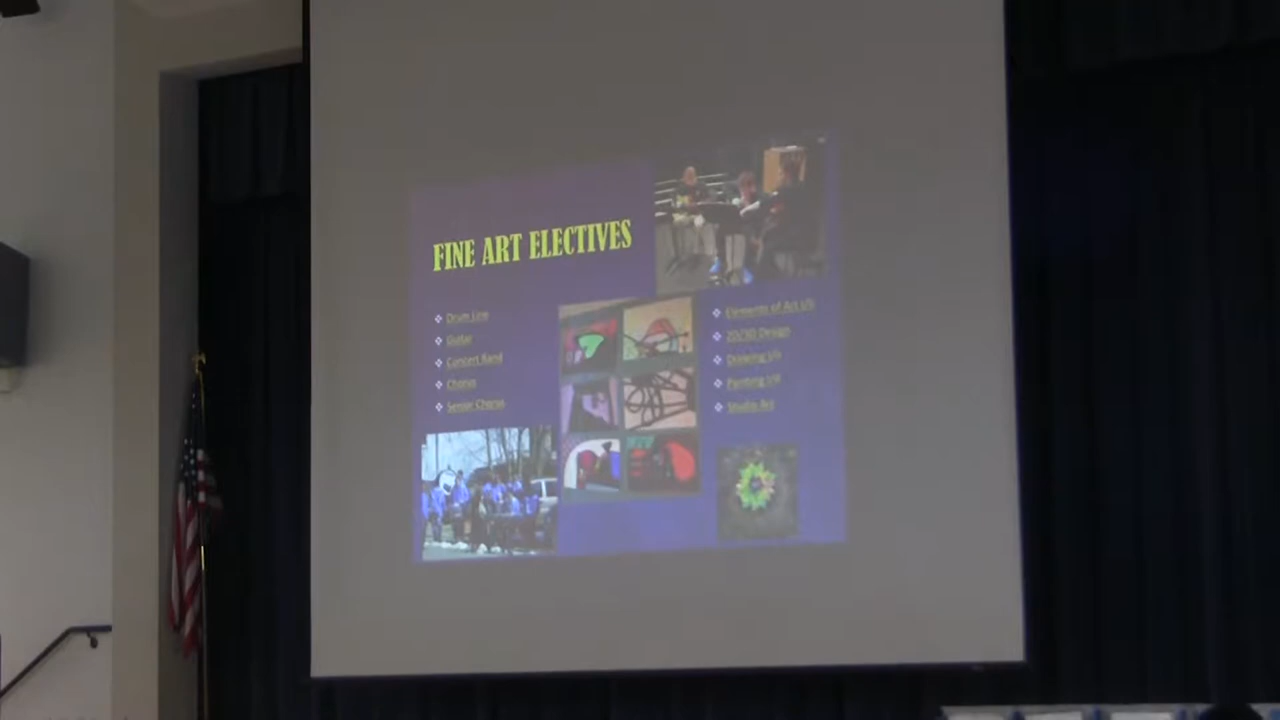 FINE ART ELECTIVES
Drum Line
Guitar
Concert Band
Chorus
Senior Chorus
Elements of Art I/II
2D/3D Design
Drawing I/II
Painting I/II
Studio Art